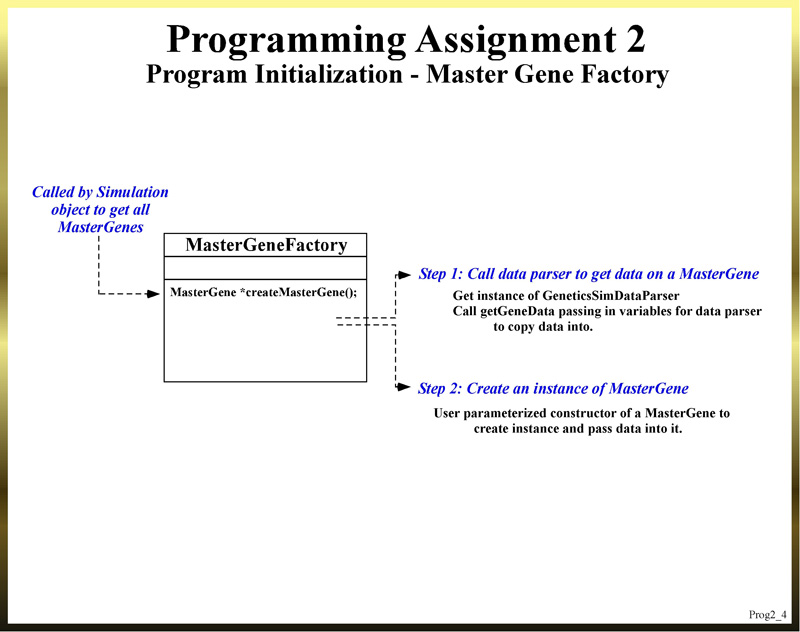 Programming Assignment 2
Program Initialization - Master Gene Factory
Called by Simulation
object to get all
MasterGenes
MasterGeneFactory
MasterGene *createMasterGene();
Step 1: Call data parser to get data on a MasterGene
Get instance of GeneticsSimDataParser
Call getGeneData passing in variables for data parser
to copy data into.
Step 2: Create an instance of MasterGene
User parameterized constructor of a MasterGene to
create instance and pass data into it.
Prog2_4